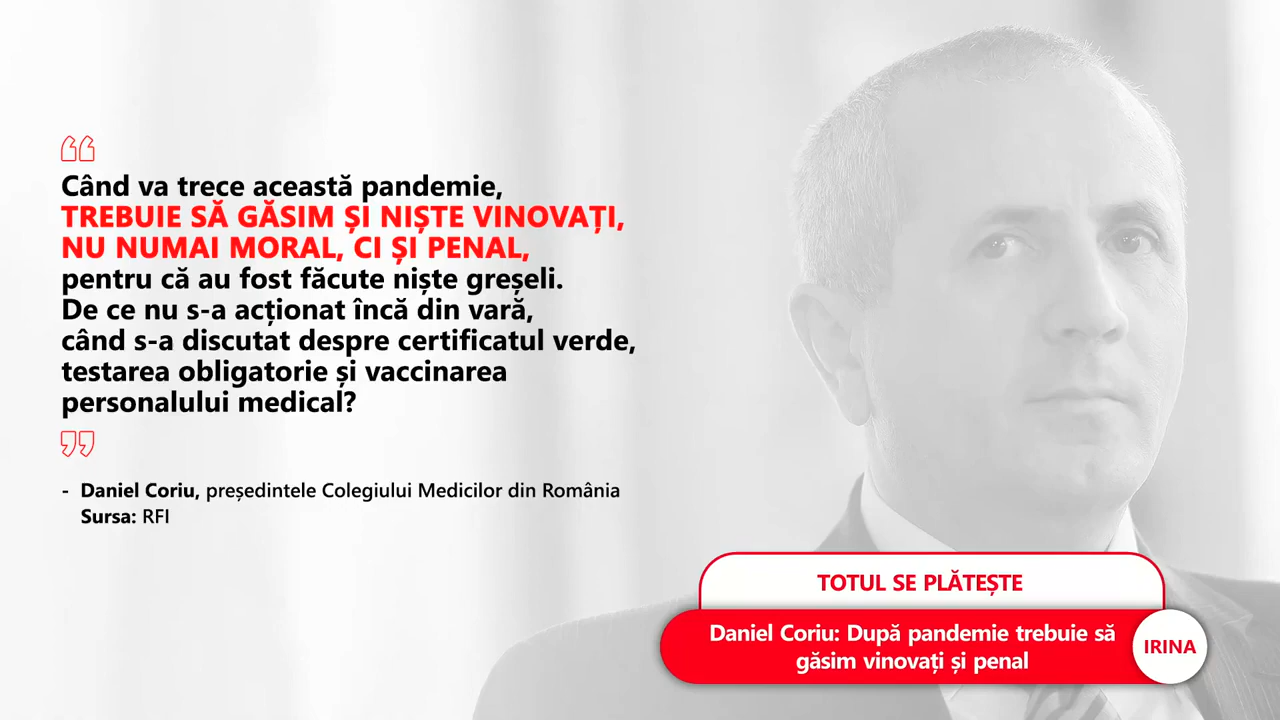 Când va trece această pandemie,
TREBUIE SĂ GĂSIM ȘI NIȘTE VINOVAȚI,
NU NUMAI MORAL, CI ȘI PENAL,
pentru că au fost făcute niște greșeli.
De ce nu s-a acționat încă din vară,
când s-a discutat despre certificatul verde,
testarea obligatorie și vaccinarea
personalului medical?
- Daniel Coriu, președintele Colegiului Medicilor din România
Sursa: RFI
TOTUL SE PLĂTEȘTE
Daniel Coriu: După pandemie trebuie să
găsim vinovați și penal
IRINA